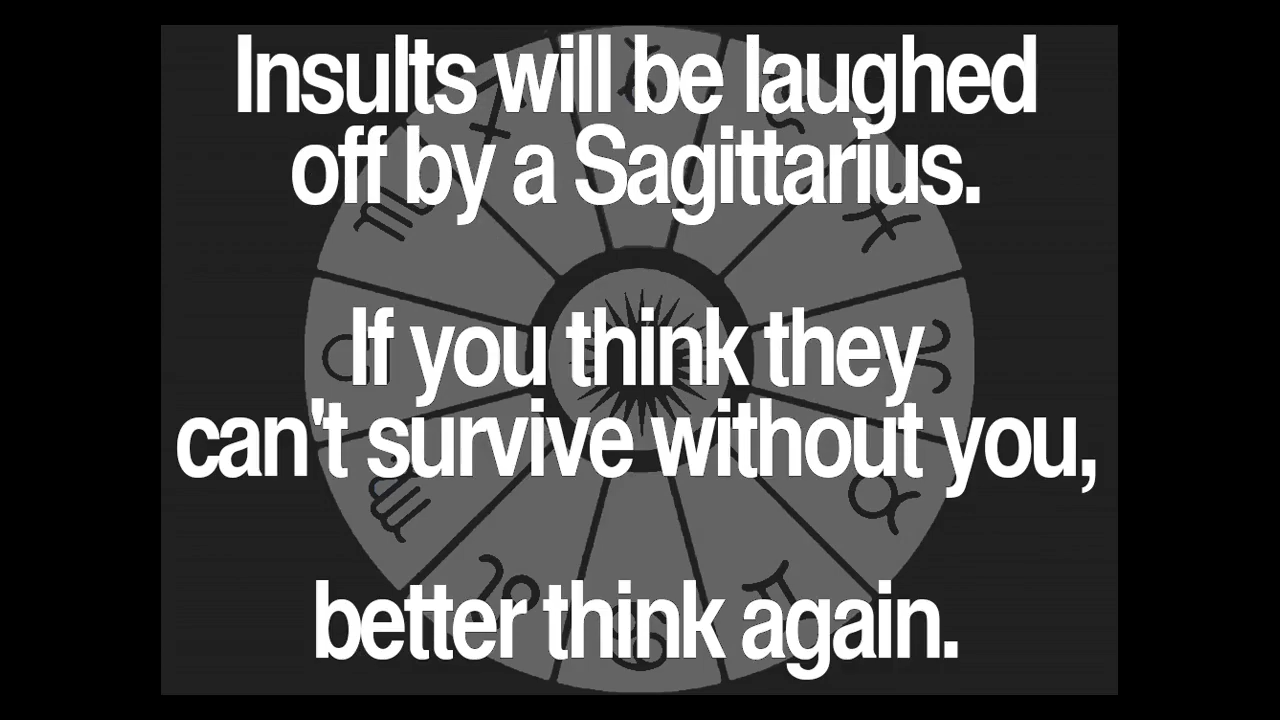 Insults will be laughed
off by a Sagittarius.
If you think they
can't survive without you,
better think again.